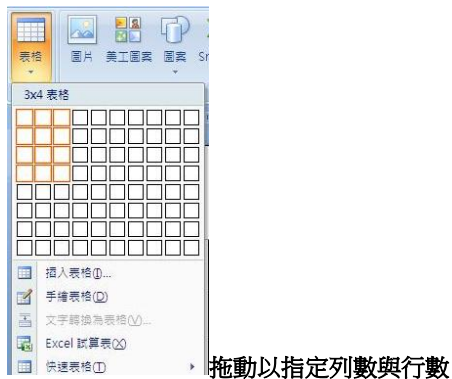 表格 圖片 美工圖案 圖案 Sr
3x4 表格
插入表格(I)...
手繪表格(D)
文字轉換為表格(V)...
Excel 試算表(X)
快速表格(T)
拖動以指定列數與行數